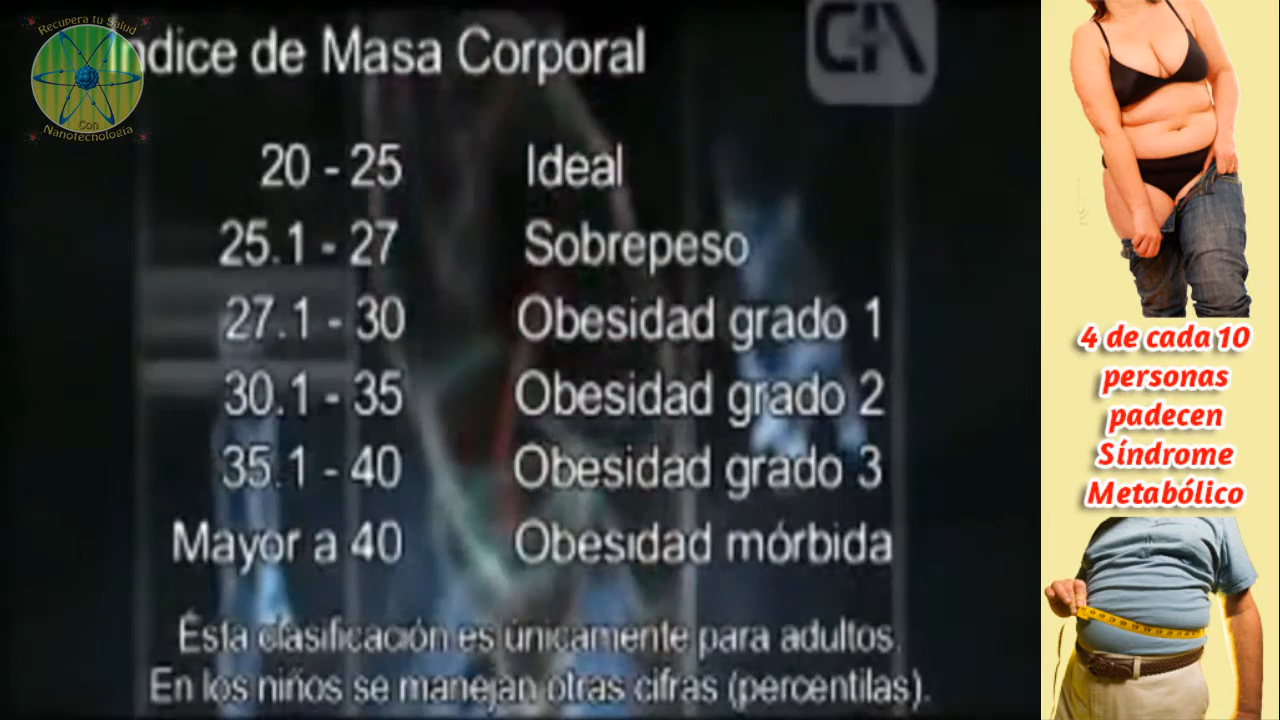 Recupera tu Salud
Con
Nanotecnología
Índice de Masa Corporal
CIA
20 - 25 Ideal
25.1 - 27 Sobrepeso
27.1 - 30 Obesidad grado 1
30.1 - 35 Obesidad grado 2
35.1 - 40 Obesidad grado 3
Mayor a 40 Obesidad mórbida
Ésta clasificación es únicamente para adultos.
En los niños se manejan otras cifras (percentilas).
4 de cada 10
personas
padecen
Síndrome
Metabólico